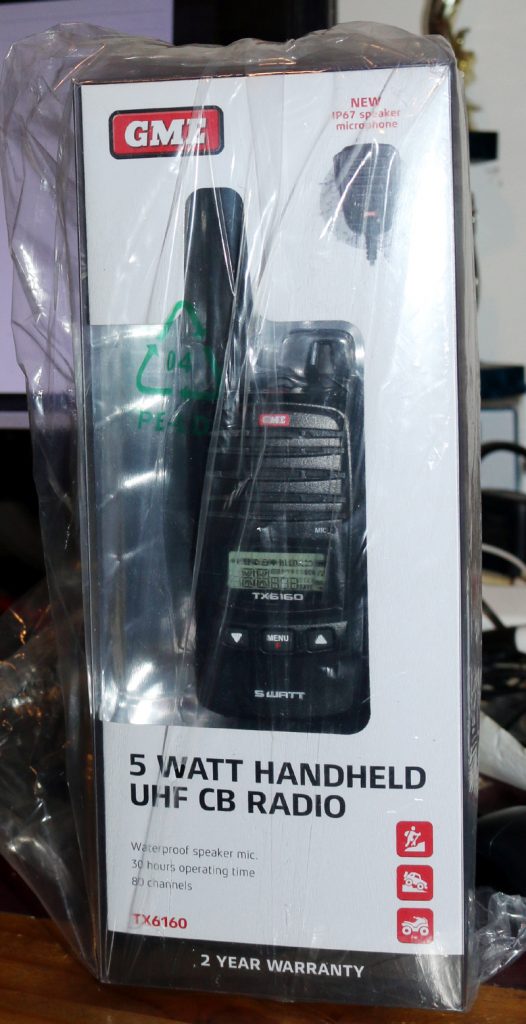 GME
NEW
IP67 speaker
microphone
04
PE-LD
GME
MIC
TX6160
MENU
F
5 WATT
5 WATT HANDHELD
UHF CB RADIO
Waterproof speaker mic.
30 hours operating time
80 channels
TX6160
2 YEAR WARRANTY